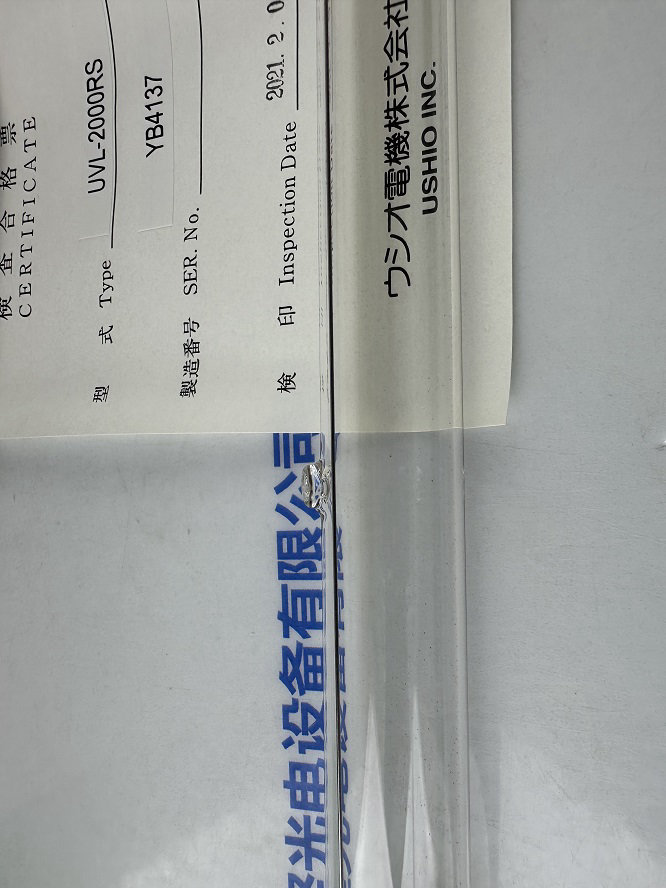 検査合格票
CERTIFICATE
型式 Type UVL-2000RS
YB4137
製造番号 SER. No.
検印 Inspection Date 2021. 2. 0
ウシオ電機株式会社
USHIO INC.
光电设备有限公司